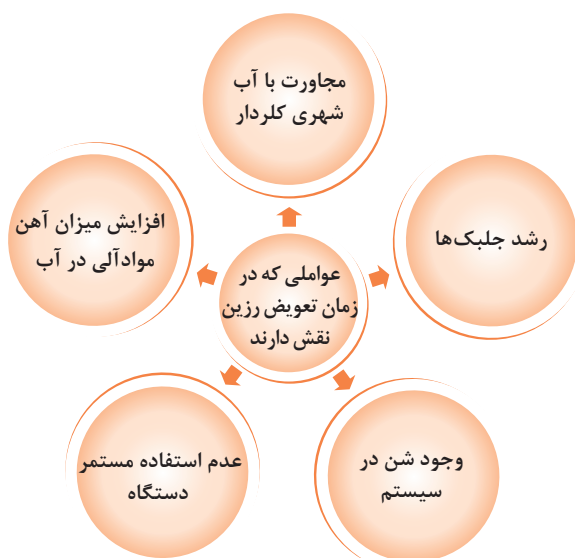 مجاورت با آب
شهری کلردار
رشد جلبک‌ها
افزایش میزان آهن
موادآلی در آب
عواملی که در
زمان تعویض رزین
نقش دارند
وجود شن در
سیستم
عدم استفاده مستمر
دستگاه